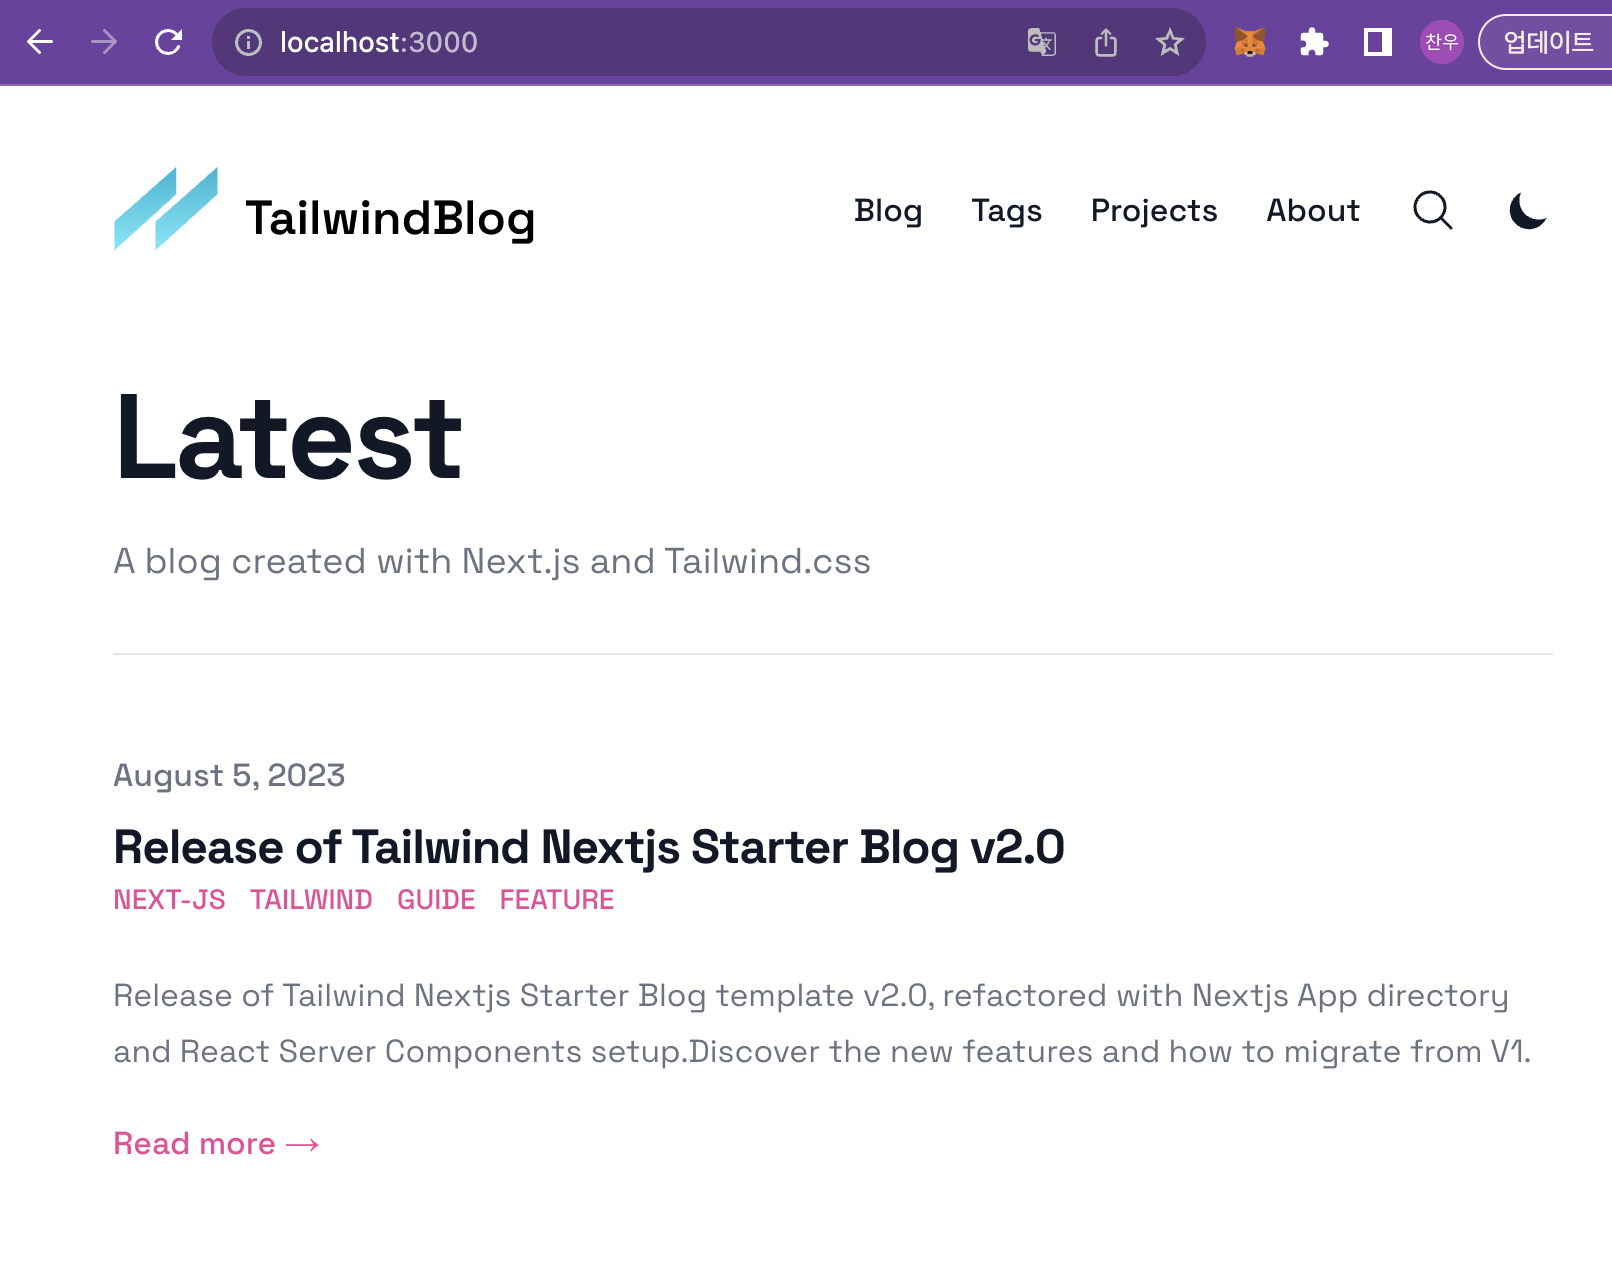 localhost:3000
찬우
업데이트
TailwindBlog
Blog Tags Projects About
Latest
A blog created with Next.js and Tailwind.css
August 5, 2023
Release of Tailwind Nextjs Starter Blog v2.0
NEXT-JS TAILWIND GUIDE FEATURE
Release of Tailwind Nextjs Starter Blog template v2.0, refactored with Nextjs App directory
and React Server Components setup.Discover the new features and how to migrate from V1.
Read more →